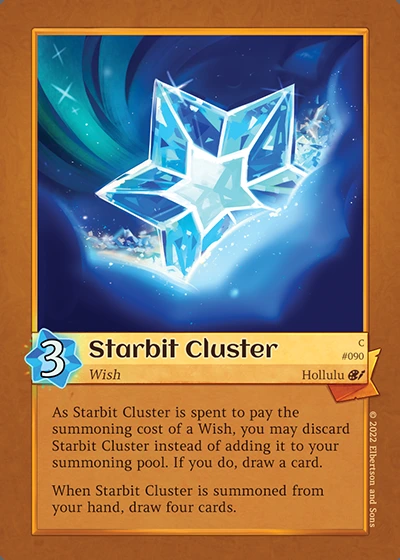 3
Starbit Cluster
C
#090
Wish
Hollulu
As Starbit Cluster is spent to pay the
summoning cost of a Wish, you may discard
Starbit Cluster instead of adding it to your
summoning pool. If you do, draw a card.
When Starbit Cluster is summoned from
your hand, draw four cards.
© 2022 Elbertson and Sons